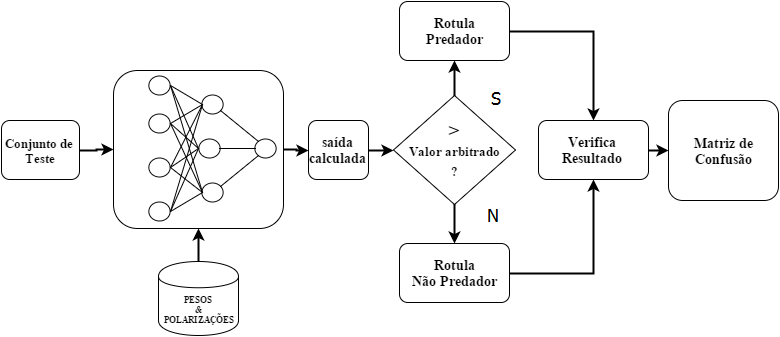 Conjunto de
Teste
PESOS
&
POLARIZAÇÕES
saída
calculada
>
Valor arbitrado
?
S
N
Rotula
Predador
Rotula
Não Predador
Verifica
Resultado
Matriz de
Confusão